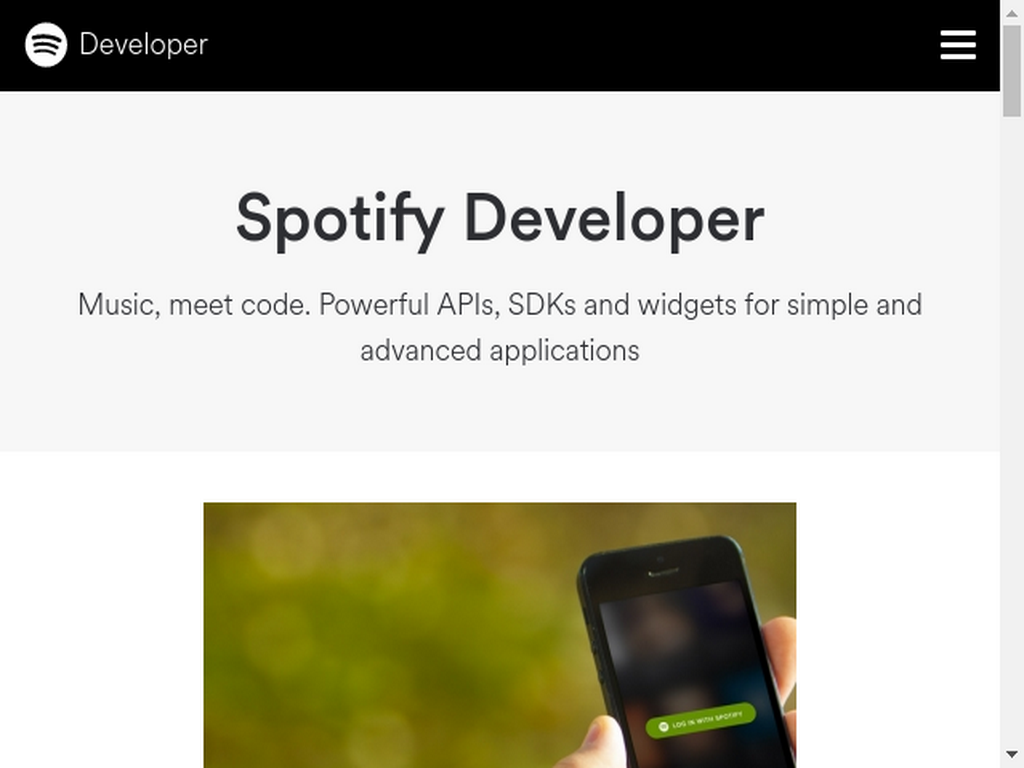 Developer
Spotify Developer
Music, meet code. Powerful APIs, SDKs and widgets for simple and
advanced applications
LOG IN WITH SPOTIFY